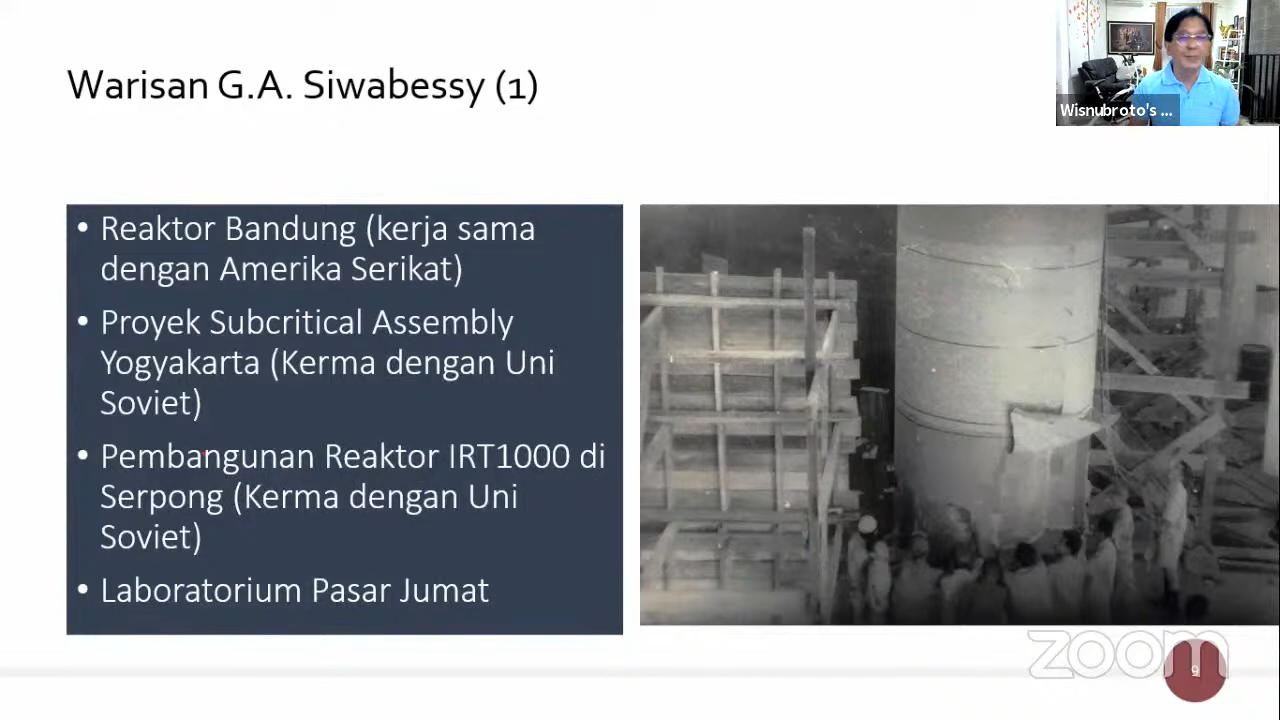 Warisan G.A. Siwabessy (1)
Wisnubroto's ...
• Reaktor Bandung (kerja sama
dengan Amerika Serikat)
• Proyek Subcritical Assembly
Yogyakarta (Kerma dengan Uni
Soviet)
• Pembangunan Reaktor IRT1000 di
Serpong (Kerma dengan Uni
Soviet)
• Laboratorium Pasar Jumat
zoom
9